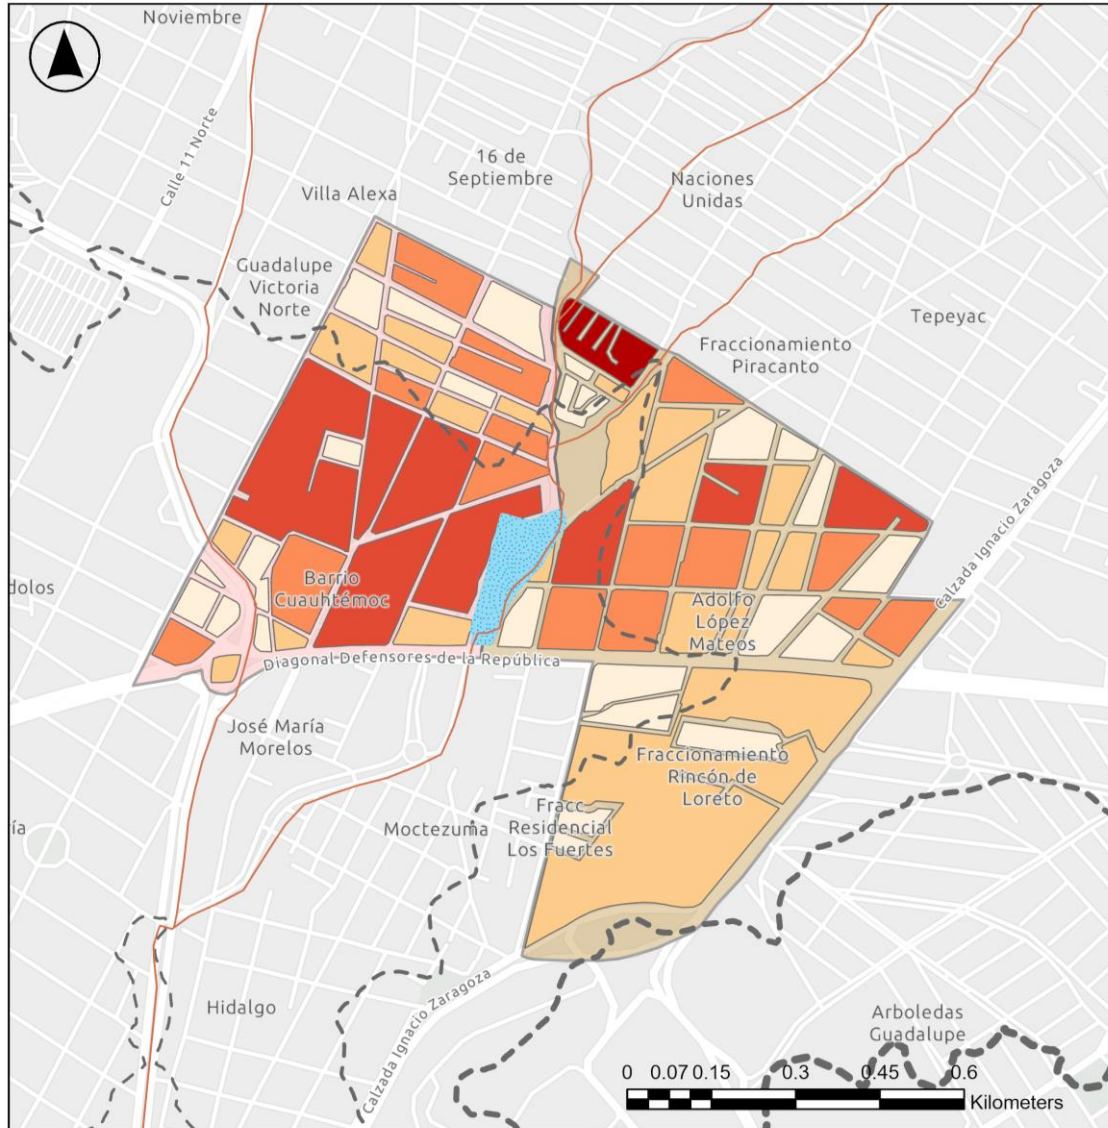 Noviembre
Calle 11 Norte
16 de
Septiembre
Naciones
Unidas
Villa Alexa
Guadalupe
Victoria
Norte
Tepeyac
Fraccionamiento
Piracanto
Calzada Ignacio Zaragoza
dolos
Barrio
Cuauhtémoc
Adolfo
López
Mateos
Diagonal Defensores de la República
José María
Morelos
Fraccionamiento
Rincón de
Loreto
Fracc
Residencial
Los Fuertes
Moctezuma
ía
Hidalgo
Calzada Ignacio Zaragoza
Arboledas
Guadalupe
0 0.07 0.15 0.3 0.45 0.6
Kilometers